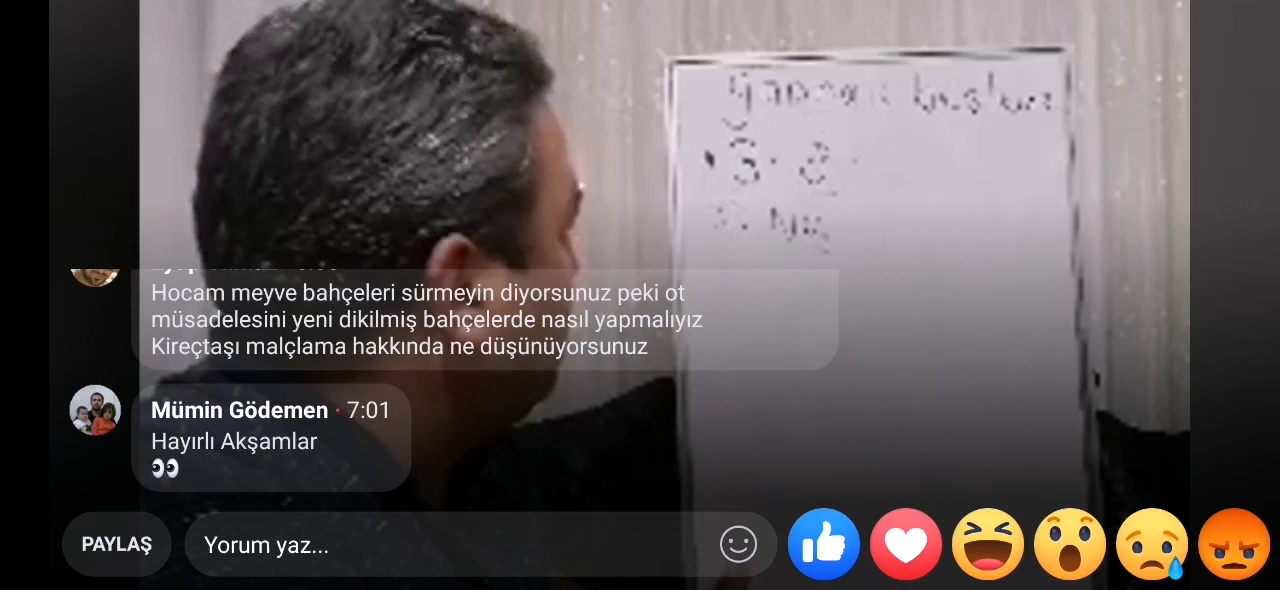 Hocam meyve bahçeleri sürmeyin diyorsunuz peki ot
müsadelesini yeni dikilmiş bahçelerde nasıl yapmalıyız
Kireçtaşı malçlama hakkında ne düşünüyorsunuz
Mümin Gödemen · 7:01
Hayırlı Akşamlar
👀
PAYLAŞ
Yorum yaz...